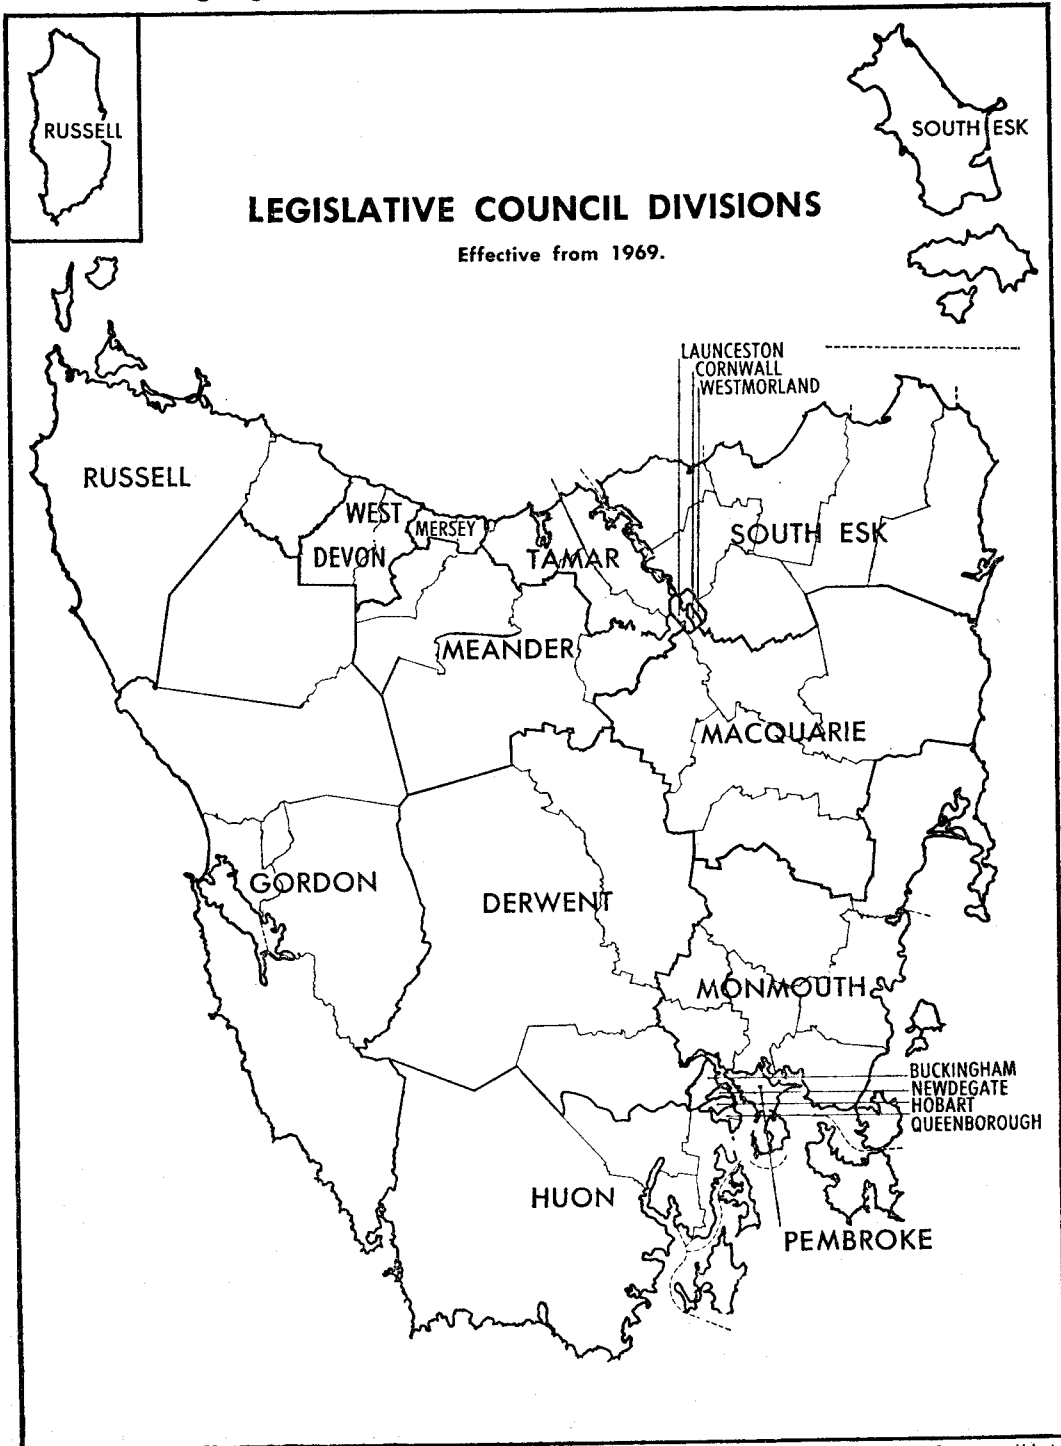 RUSSELL
SOUTH ESK
LEGISLATIVE COUNCIL DIVISIONS
Effective from 1969.
LAUNCESTON
CORNWALL
WESTMORLAND
RUSSELL
WEST
DEVON
MERSEY
TAMAR
SOUTH ESK
MEANDER
MACQUARIE
GORDON
DERWENT
MONMOUTH
BUCKINGHAM
NEWDEGATE
HOBART
QUEENBOROUGH
HUON
PEMBROKE